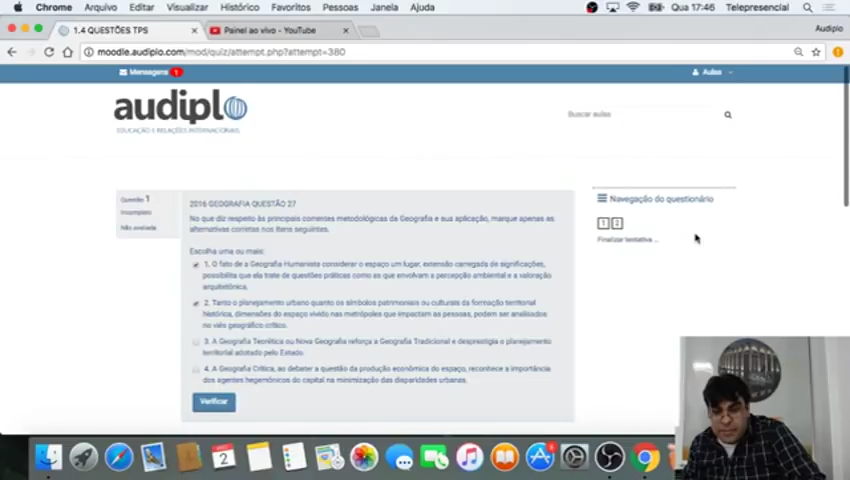 Chrome Arquivo Editar Visualizar Histórico Favoritos Pessoas Janela Ajuda Qua 17:46 Telepresencial
1.4 QUESTÕES TPS Painel ao vivo - YouTube Audiplo
moodle.audiplo.com/mod/quiz/attempt.php?attempt=380
Mensagens 1 Aulas
audiplo
EDUCAÇÃO E RELAÇÕES INTERNACIONAIS
Buscar aulas
Questão 1
Incompleto
Não avaliada
2016 GEOGRAFIA QUESTÃO 27
No que diz respeito às principais correntes metodológicas da Geografia e sua aplicação, marque apenas as
alternativas corretas nos itens seguintes.
Escolha uma ou mais:
1. O fato de a Geografia Humanista considerar o espaço um lugar, extensão carregada de significações,
possibilita que ela trate de questões práticas como as que envolvam a percepção ambiental e a valoração
arquitetônica.
2. Tanto o planejamento urbano quanto os símbolos patrimoniais ou culturais da formação territorial
histórica, dimensões do espaço vivido nas metrópoles que impactam as pessoas, podem ser analisados
no viés geográfico crítico.
3. A Geografia Teorética ou Nova Geografia reforça a Geografia Tradicional e desprestigia o planejamento
territorial adotado pelo Estado.
4. A Geografia Crítica, ao debater a questão da produção econômica do espaço, reconhece a importância
dos agentes hegemônicos do capital na minimização das disparidades urbanas.
Verificar
Navegação do questionário
1 2
Finalizar tentativa ...
2